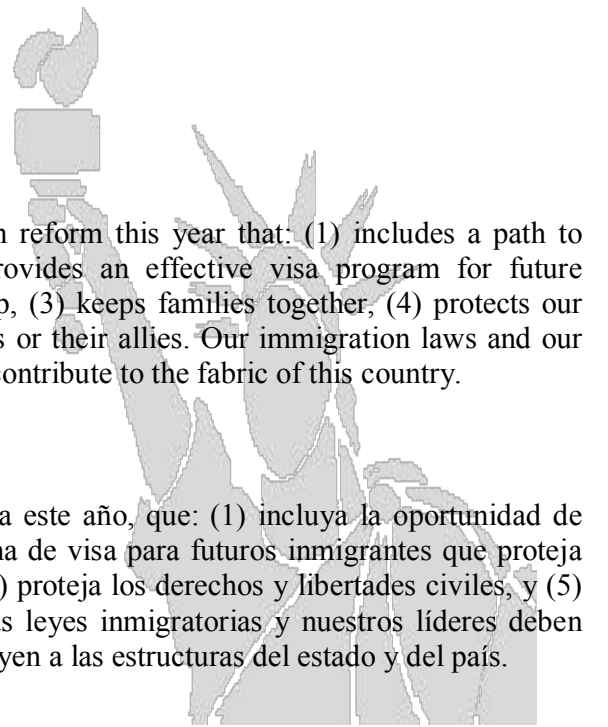 reform this year that: (1) includes a path to
provides an effective visa program for future
(3) keeps families together, (4) protects our
or their allies. Our immigration laws and our
contribute to the fabric of this country.
este año, que: (1) incluya la oportunidad de
de visa para futuros inmigrantes que proteja
proteja los derechos y libertades civiles, y (5)
leyes inmigratorias y nuestros líderes deben
a las estructuras del estado y del país.